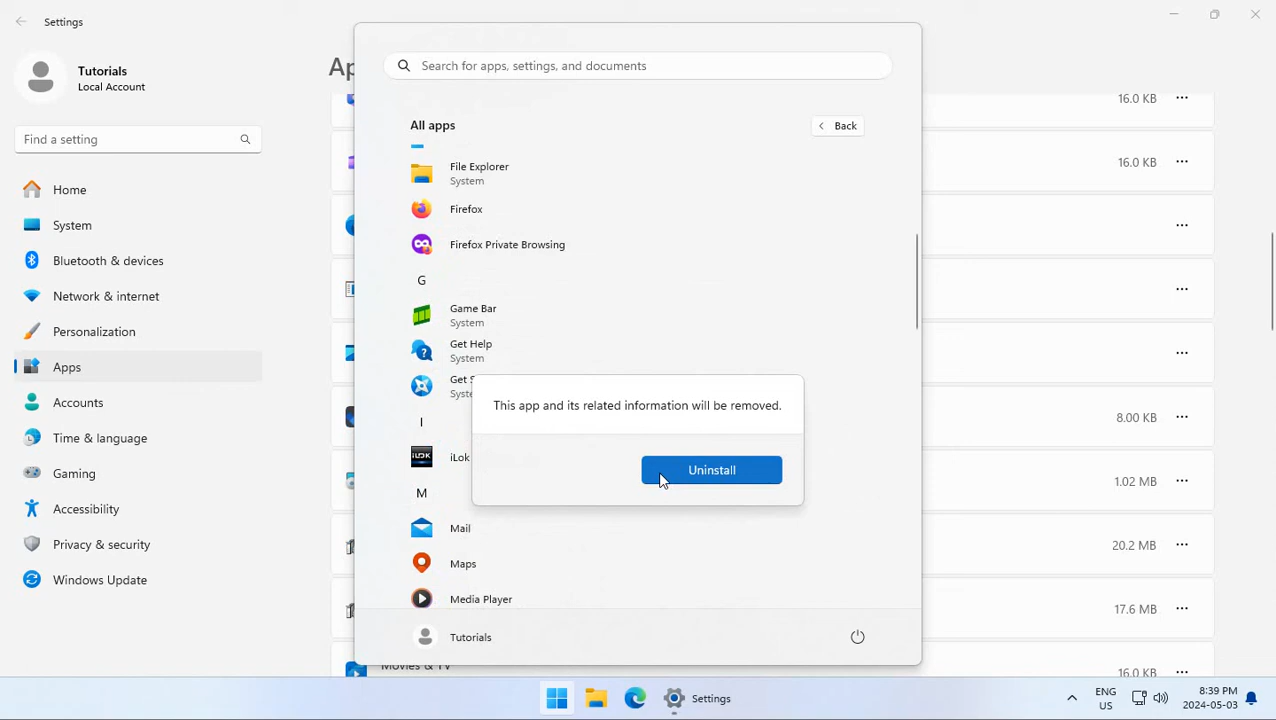 Settings
Tutorials
Local Account
Find a setting
Home
System
Bluetooth & devices
Network & internet
Personalization
Apps
Accounts
Time & language
Gaming
Accessibility
Privacy & security
Windows Update
Ap
16.0 KB
16.0 KB
8.00 KB
1.02 MB
20.2 MB
17.6 MB
Movies & TV
16.0 KB
Search for apps, settings, and documents
All apps
Back
File Explorer
System
Firefox
Firefox Private Browsing
G
Game Bar
System
Get Help
System
Get S
Syste
I
iLok
M
Mail
Maps
Media Player
This app and its related information will be removed.
Uninstall
Tutorials
Settings
ENG
US
8:39 PM
2024-05-03